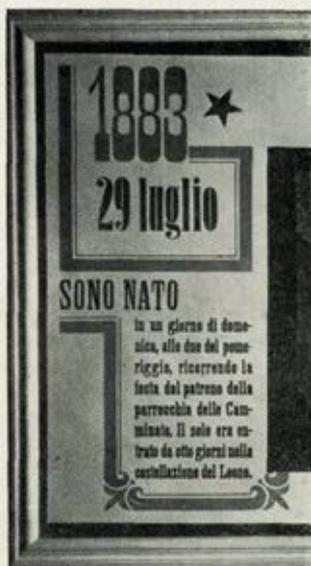 1883
29 luglio
SONO NATO
in un giorno di dome-
nica, alle due del pome-
riggio, ricorrendo la
festa del patrono della
parrocchia delle Cam-
minate. Il sole era en-
trato da otto giorni nella
costellazione del Leone.